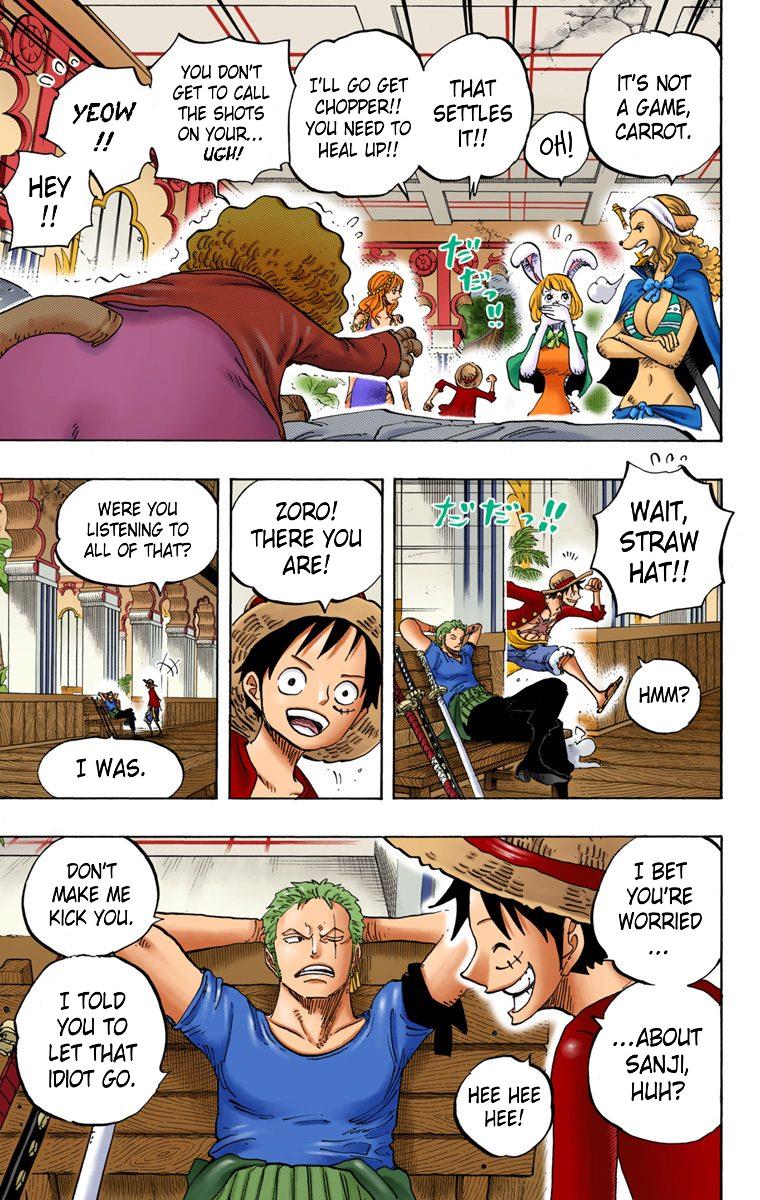 IT'S NOT
A GAME,
CARROT.
OH!
THAT
SETTLES
IT!!
I'LL GO GET
CHOPPER!!
YOU NEED TO
HEAL UP!!
YOU DON'T
GET TO CALL
THE SHOTS
ON YOUR...
UGH!
YEOW
!!
HEY
!!
だだっ!!
WAIT,
STRAW
HAT!!
だだっ!!
HMM?
ZORO!
THERE YOU
ARE!
WERE YOU
LISTENING TO
ALL OF THAT?
I WAS.
I BET
YOU'RE
WORRIED
...
...ABOUT
SANJI,
HUH?
HEE HEE
HEE!
DON'T
MAKE ME
KICK YOU.
I TOLD
YOU TO
LET THAT
IDIOT GO.